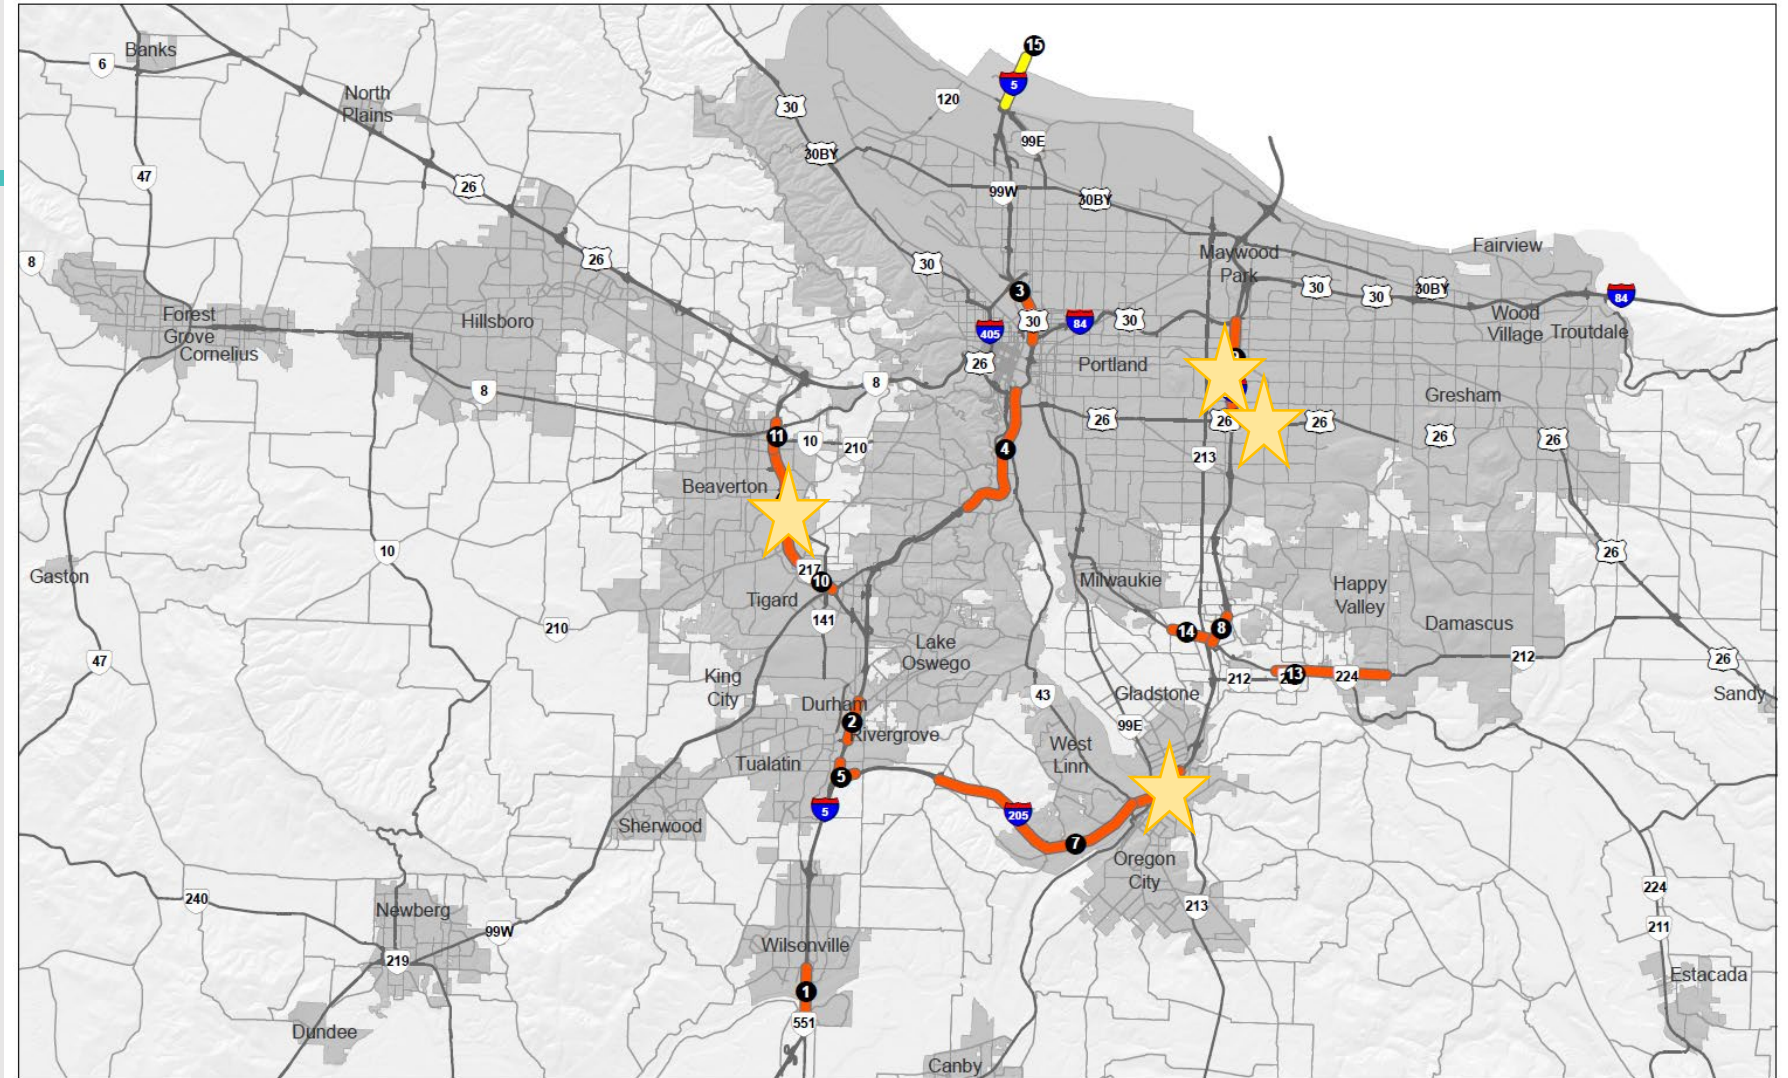 15
Banks
6
5
North
Plains
120
30
99E
30BY
47
26
99W
30BY
Fairview
Maywood
Park
26
8
30
30
30
30BY
84
3
Forest
Grove
Cornelius
Hillsboro
30
84
30
405
Wood
Village
Troutdale
26
Portland
8
8
Gresham
26
26
26
26
26
11
10
210
4
213
Beaverton
10
26
Gaston
217
10
Milwaukie
Happy
Valley
Tigard
141
210
14
8
Damascus
Lake
Oswego
47
212
26
King
City
212
13
224
43
Gladstone
Sandy
Durham
2
99E
Rivergrove
West
Linn
Tualatin
5
5
205
Sherwood
7
Oregon
City
240
224
213
Newberg
99W
211
Wilsonville
219
Estacada
1
551
Dundee
Canby